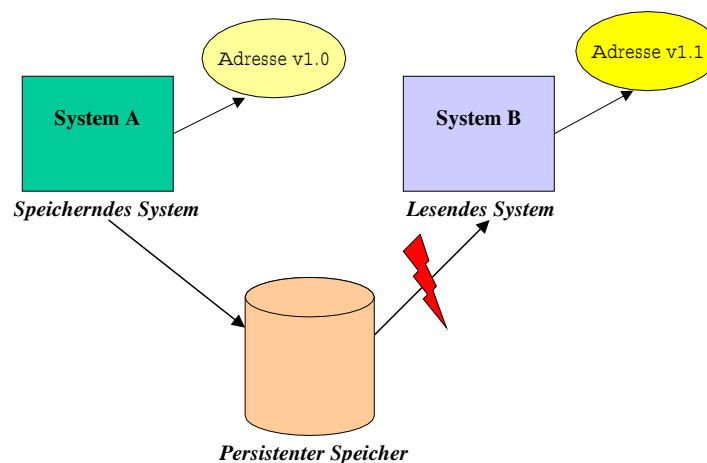 Adresse v1.0
Adresse v1.1
System A
System B
Speicherndes System
Lesendes System
Persistenter Speicher